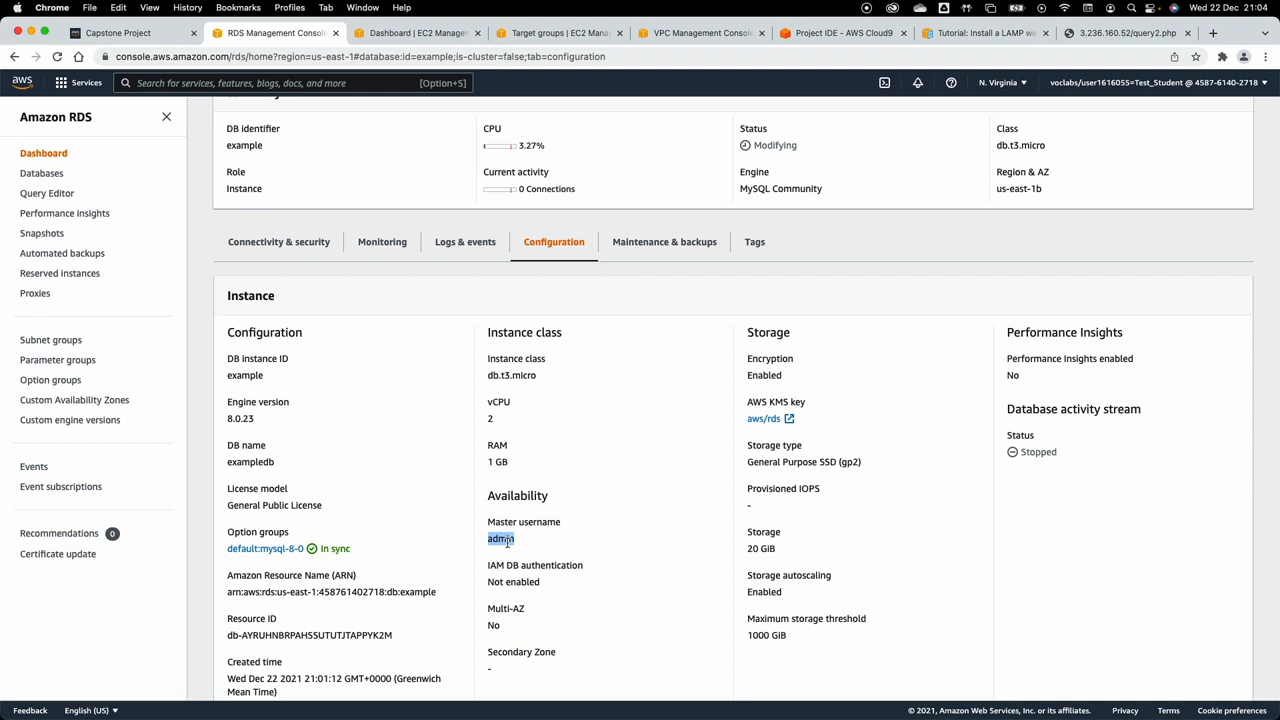 Chrome File Edit View History Bookmarks Profiles Tab Window Help Wed 22 Dec 21:04
Capstone Project RDS Management Conso Dashboard | EC2 Managem Target groups | EC2 Manag VPC Management Console Project IDE - AWS Cloud9 Tutorial: Install a LAMP we 3.236.160.52/query2.php
console.aws.amazon.com/rds/home?region=us-east-1#database:id=example;is-cluster=false;tab=configuration
aws Services Search for services, features, blogs, docs, and more [Option+S] N. Virginia voclabs/user1616055=Test_Student @ 4587-6140-2718
Amazon RDS
Dashboard
Databases
Query Editor
Performance insights
Snapshots
Automated backups
Reserved instances
Proxies
Subnet groups
Parameter groups
Option groups
Custom Availability Zones
Custom engine versions
Events
Event subscriptions
Recommendations 0
Certificate update
DB identifier
example
CPU
3.27%
Status
Modifying
Class
db.t3.micro
Role
Instance
Current activity
0 Connections
Engine
MySQL Community
Region & AZ
us-east-1b
Connectivity & security Monitoring Logs & events Configuration Maintenance & backups Tags
Instance
Configuration
DB instance ID
example
Engine version
8.0.23
DB name
exampledb
License model
General Public License
Option groups
default:mysql-8-0 In sync
Amazon Resource Name (ARN)
arn:aws:rds:us-east-1:458761402718:db:example
Resource ID
db-AYRUHNBRPAHSSUTUTJTAPPYK2M
Created time
Wed Dec 22 2021 21:01:12 GMT+0000 (Greenwich
Mean Time)
Instance class
Instance class
db.t3.micro
vCPU
2
RAM
1 GB
Availability
Master username
admin
IAM DB authentication
Not enabled
Multi-AZ
No
Secondary Zone
-
Storage
Encryption
Enabled
AWS KMS key
aws/rds
Storage type
General Purpose SSD (gp2)
Provisioned IOPS
-
Storage
20 GiB
Storage autoscaling
Enabled
Maximum storage threshold
1000 GiB
Performance Insights
Performance Insights enabled
No
Database activity stream
Status
Stopped
Feedback English (US) © 2021, Amazon Web Services, Inc. or its affiliates. Privacy Terms Cookie preferences